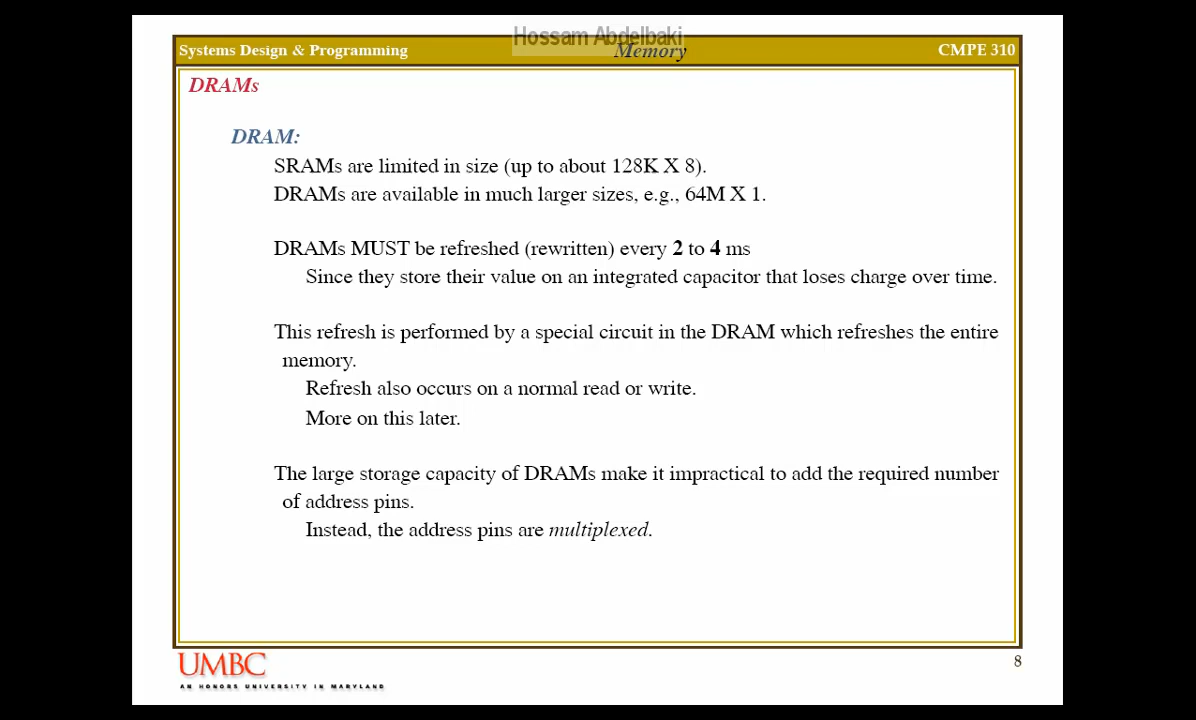 Hossam Abdelbaki
Systems Design & Programming
Memory
CMPE 310
DRAMs
DRAM:
SRAMs are limited in size (up to about 128K X 8).
DRAMs are available in much larger sizes, e.g., 64M X 1.
DRAMs MUST be refreshed (rewritten) every 2 to 4 ms
Since they store their value on an integrated capacitor that loses charge over time.
This refresh is performed by a special circuit in the DRAM which refreshes the entire
memory.
Refresh also occurs on a normal read or write.
More on this later.
The large storage capacity of DRAMs make it impractical to add the required number
of address pins.
Instead, the address pins are multiplexed.
UMBC
AN HONORS UNIVERSITY IN MARYLAND
8